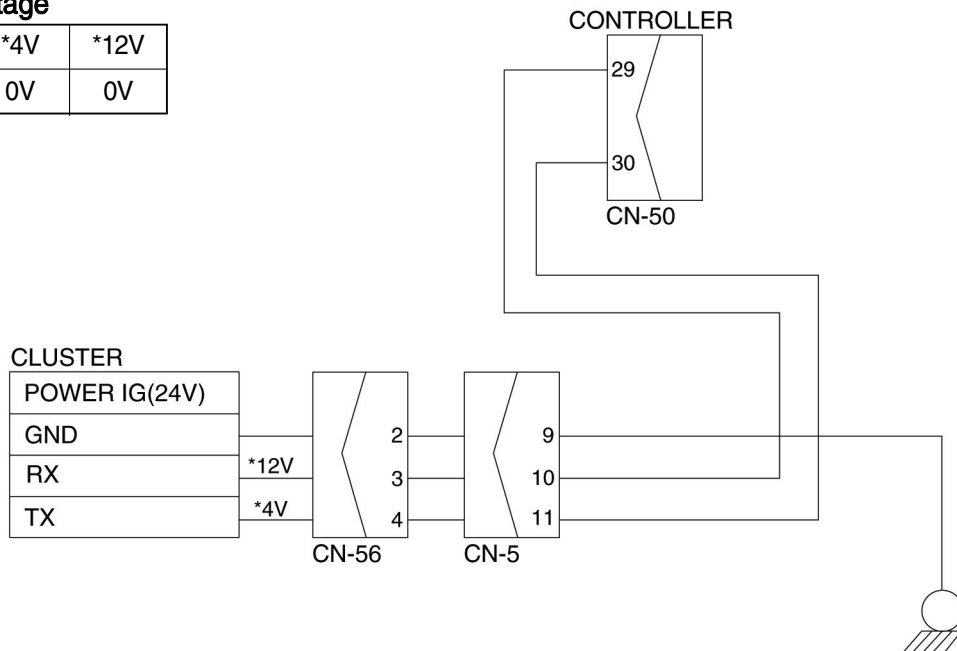 *4V *12V
0V 0V
CONTROLLER
29
30
CN-50
CLUSTER
POWER IG(24V)
GND
RX
TX
*12V
*4V
2
3
4
CN-56
9
10
11
CN-5